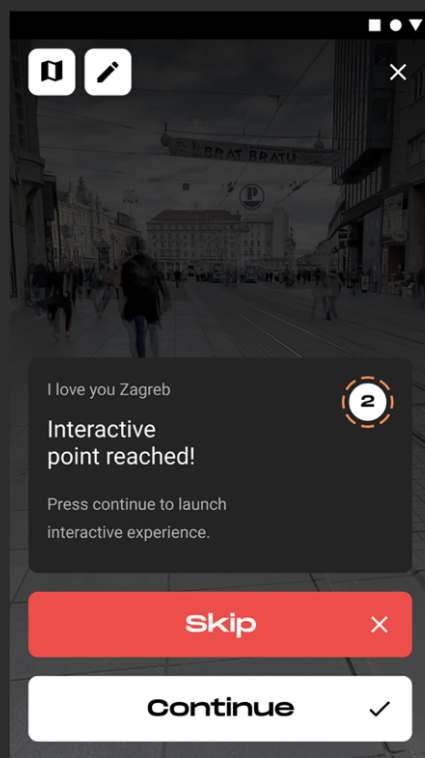 BRAT BRATU
I love you Zagreb
2
Interactive
point reached!
Press continue to launch
interactive experience.
Skip
Continue